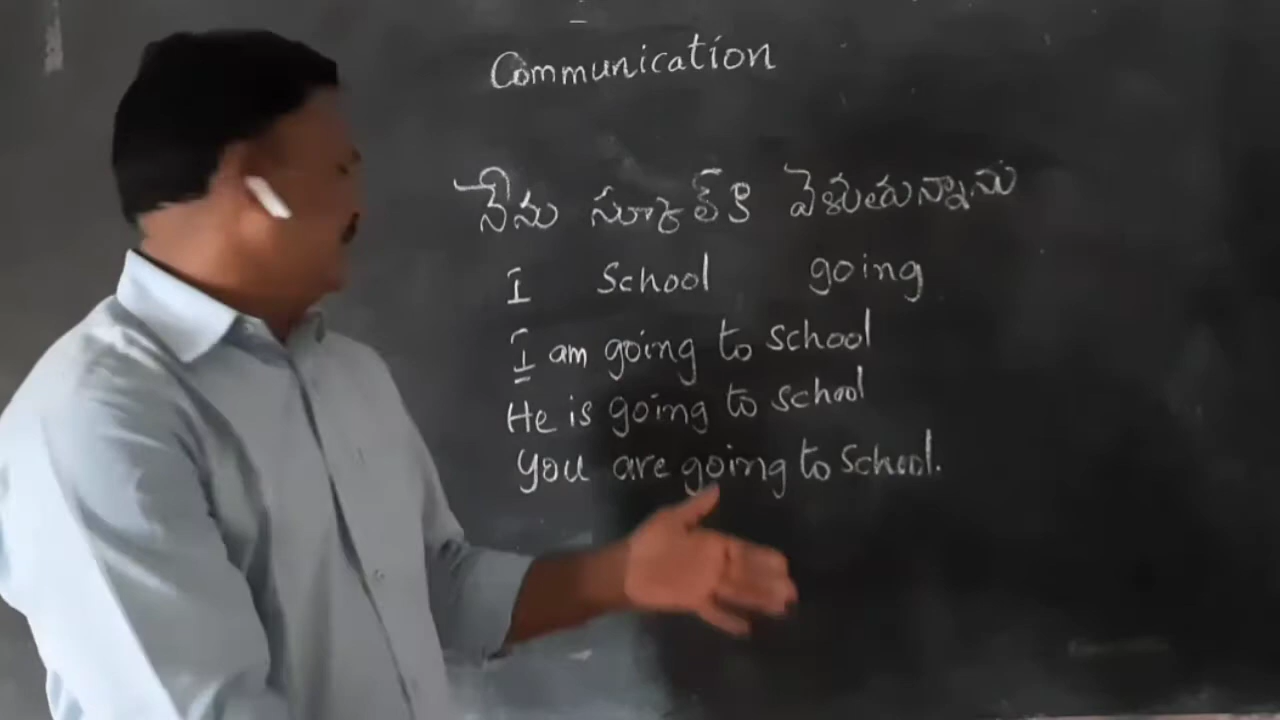 Communication
నేను స్కూల్ కి వెళుతున్నాను
I School going
I am going to school
He is going to school
you are going to school.